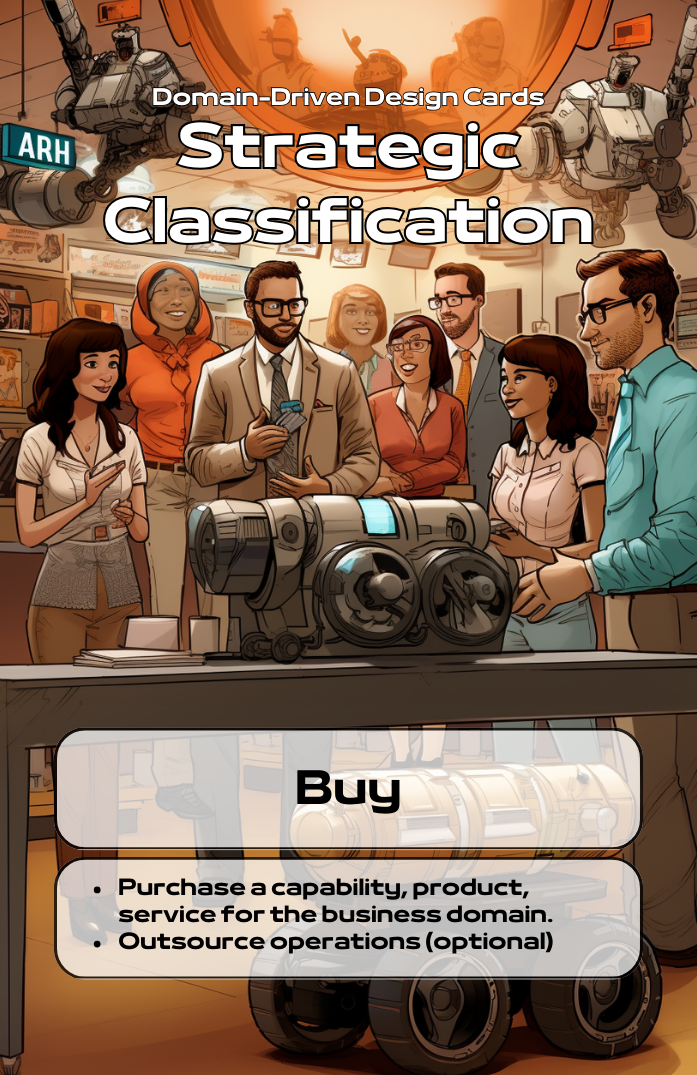 Domain-Driven Design Cards
Strategic
Classification
ARH
Buy
• Purchase a capability, product,
service for the business domain.
• Outsource operations (optional)